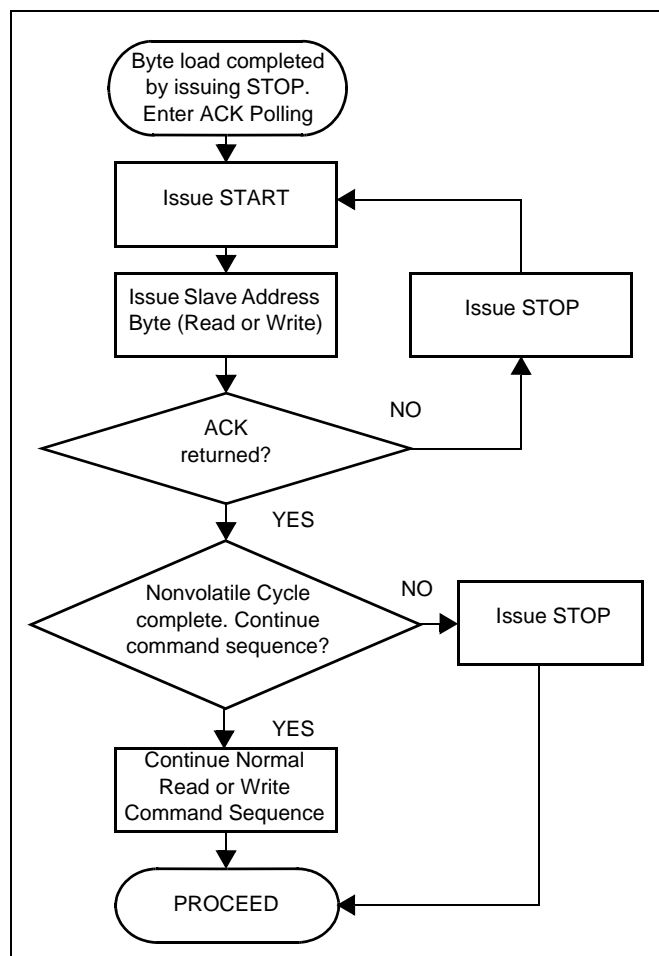 Byte load completed
by issuing STOP.
Enter ACK Polling
Issue START
Issue Slave Address
Byte (Read or Write)
Issue STOP
NO
ACK
returned?
YES
Nonvolatile Cycle
complete. Continue
command sequence?
NO
Issue STOP
YES
Continue Normal
Read or Write
Command Sequence
PROCEED